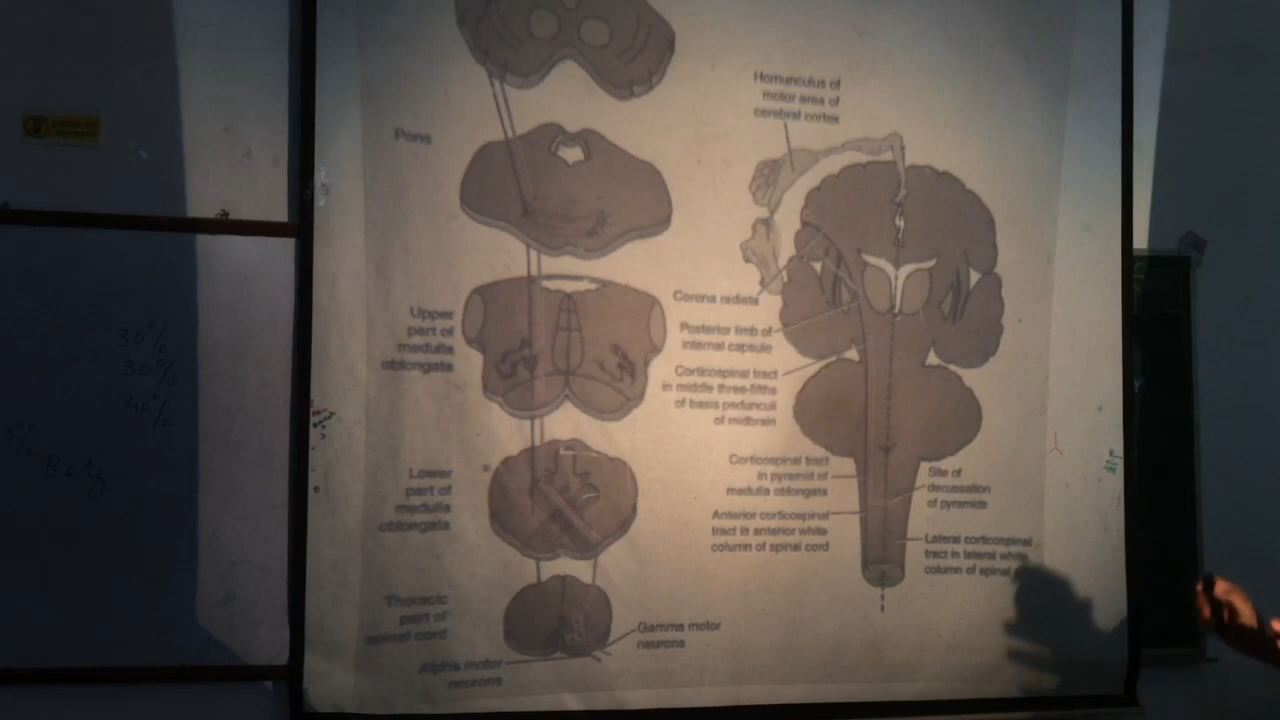 30%
30%
40%
3%
Betz
Pons
Upper
part of
medulla
oblongata
Lower
part of
medulla
oblongata
Thoracic
part of
spinal cord
Alpha motor
neurons
Gamma motor
neurons
Homunculus of
motor area of
cerebral cortex
Corona radiata
Posterior limb of
internal capsule
Corticospinal tract
in middle three-fifths
of basis pedunculi
of midbrain
Corticospinal tract
in pyramid of
medulla oblongata
Anterior corticospinal
tract in anterior white
column of spinal cord
Site of
decussation
of pyramids
Lateral corticospinal
tract in lateral white
column of spinal